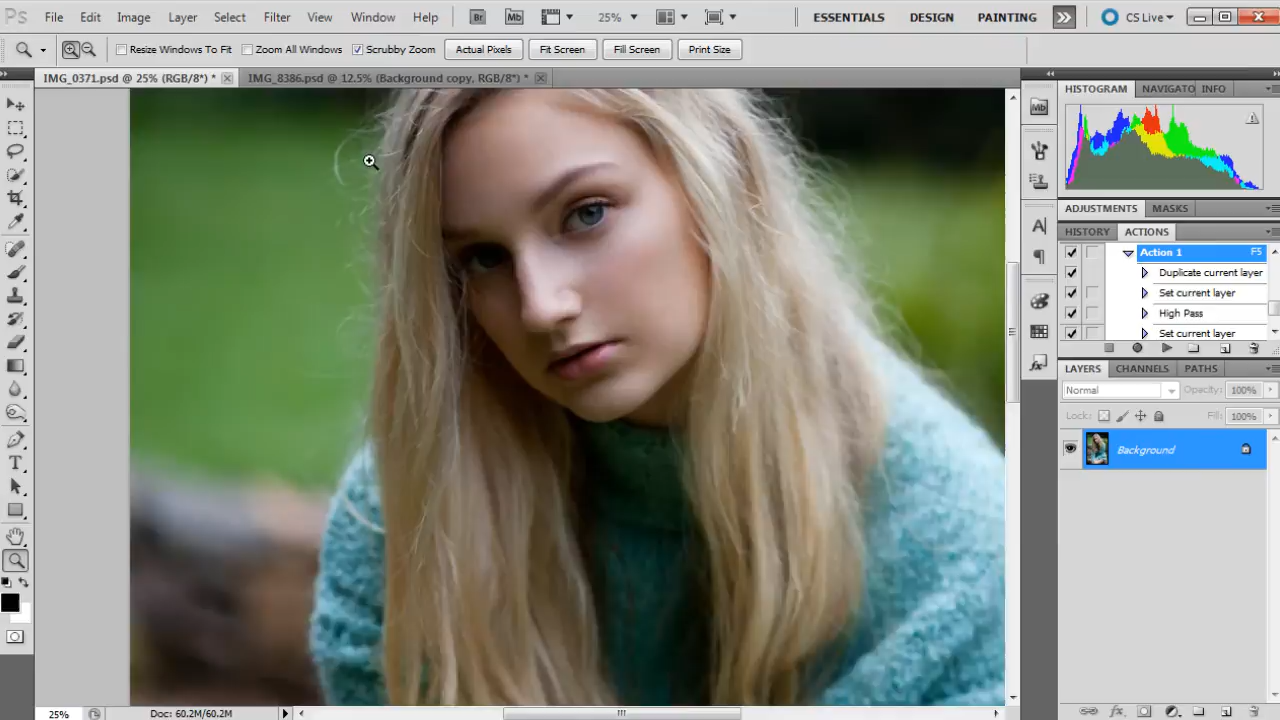 Ps File Edit Image Layer Select Filter Analysis View Window Help Br Mb 25% ESSENTIALS DESIGN PAINTING CS Live
Resize Windows To Fit Zoom All Windows Scrubby Zoom Actual Pixels Fit Screen Fill Screen Print Size
IMG_0371.psd @ 25% (RGB/8*) * IMG_8386.psd @ 12.5% (Background copy, RGB/8*) *
HISTOGRAM NAVIGATO INFO
Mb
ADJUSTMENTS MASKS
HISTORY ACTIONS
Action 1 F5
Duplicate current layer
Set current layer
High Pass
Set current layer
LAYERS CHANNELS PATHS
Normal Opacity: 100%
Lock: Fill: 100%
Background
25% Doc: 60.2M/60.2M